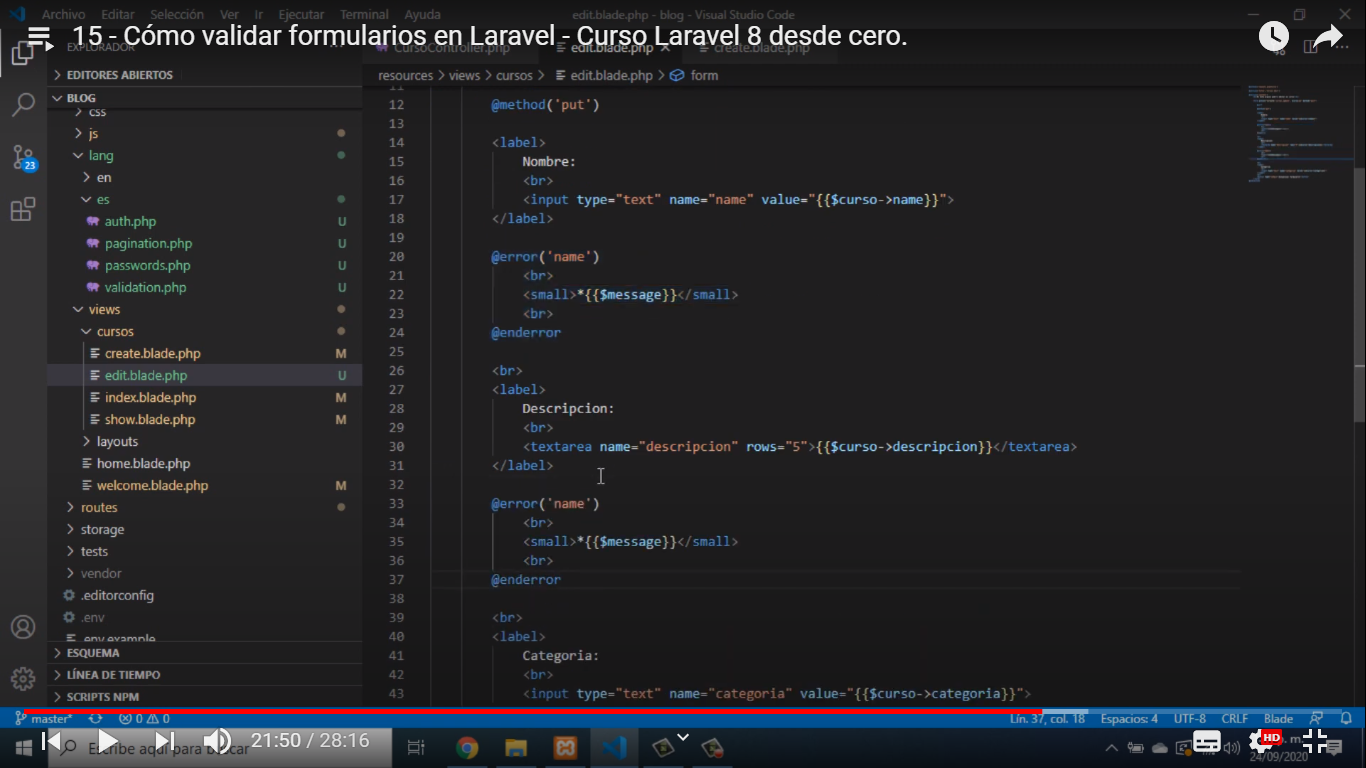 Archivo Editar Selección Ver Ir Ejecutar Terminal Ayuda edit.blade.php - blog - Visual Studio Code
15 - Cómo validar formularios en Laravel - Curso Laravel 8 desde cero.
EXPLORADOR
CursoController.php edit.blade.php create.blade.php
EDITORES ABIERTOS
resources > views > cursos > edit.blade.php > form
BLOG
css
js
lang
en
es
auth.php U
pagination.php U
passwords.php U
validation.php U
views
cursos
create.blade.php M
edit.blade.php U
index.blade.php M
show.blade.php M
layouts
home.blade.php
welcome.blade.php M
routes
storage
tests
vendor
.editorconfig
.env
.env.example
ESQUEMA
LÍNEA DE TIEMPO
SCRIPTS NPM
23
11
12 @method('put')
13
14 <label>
15 Nombre:
16 <br>
17 <input type="text" name="name" value="{{$curso->name}}">
18 </label>
19
20 @error('name')
21 <br>
22 <small>*{{$message}}</small>
23 <br>
24 @enderror
25
26 <br>
27 <label>
28 Descripcion:
29 <br>
30 <textarea name="descripcion" rows="5">{{$curso->descripcion}}</textarea>
31 </label>
32
33 @error('name')
34 <br>
35 <small>*{{$message}}</small>
36 <br>
37 @enderror
38
39 <br>
40 <label>
41 Categoria:
42 <br>
43 <input type="text" name="categoria" value="{{$curso->categoria}}">
master* 0 0 Lín. 37, col. 18 Espacios: 4 UTF-8 CRLF Blade
Escribe aquí para buscar
21:50 / 28:16
HD
24/09/2020